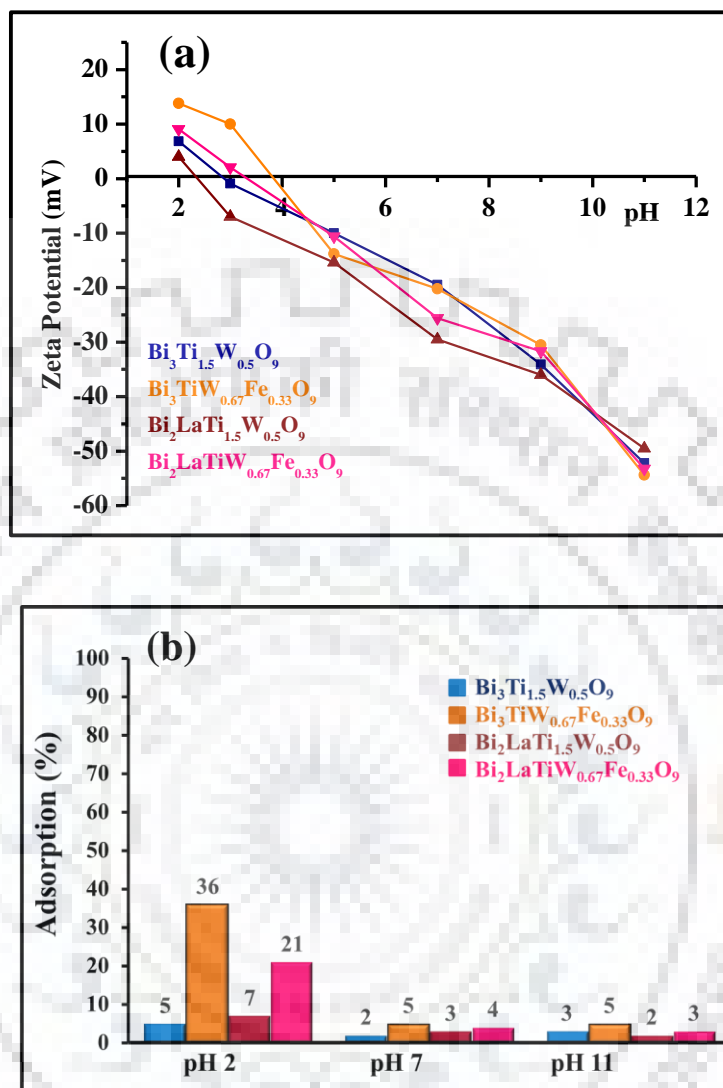 (a)
20
10
0
-10
-20
-30
-40
-50
-60
2 4 6 8 10 12
pH
Zeta Potential (mV)
Bi3Ti1.5W0.5O9
Bi3TiW0.67Fe0.33O9
Bi2LaTi1.5W0.5O9
Bi2LaTiW0.67Fe0.33O9
(b)
100
90
80
70
60
50
40
30
20
10
0
Adsorption (%)
Bi3Ti1.5W0.5O9
Bi3TiW0.67Fe0.33O9
Bi2LaTi1.5W0.5O9
Bi2LaTiW0.67Fe0.33O9
5 36 7 21
2 5 3 4
3 5 2 3
pH 2 pH 7 pH 11